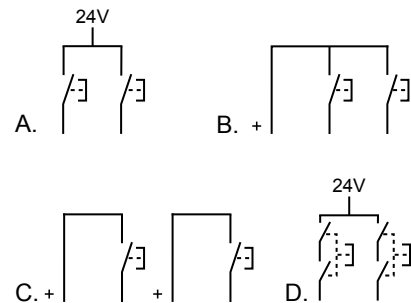 24V
A.
B. +
24V
C. + +
D.